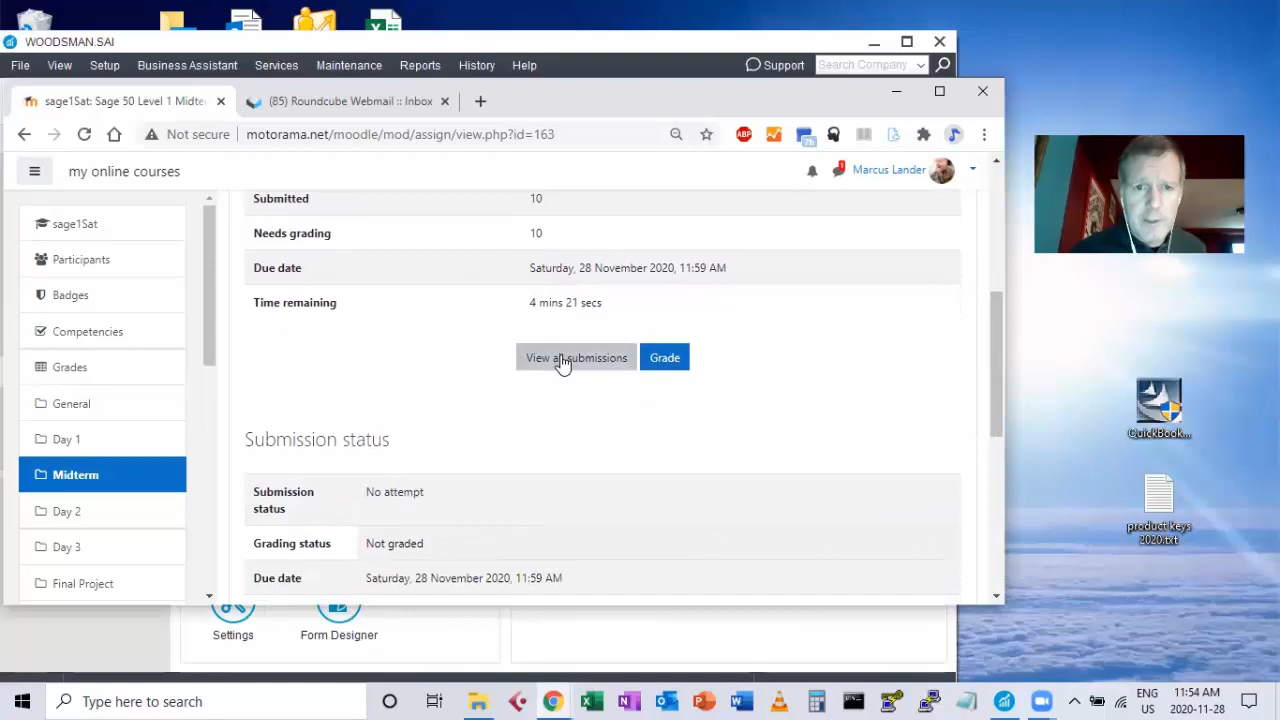 WOODSMAN.SAI
File View Setup Business Assistant Services Maintenance Reports History Help Support Search Company
sage1Sat: Sage 50 Level 1 Midte (85) Roundcube Webmail :: Inbox
Not secure motorama.net/moodle/mod/assign/view.php?id=163
my online courses 1 Marcus Lander
Submitted 10
sage1Sat
Needs grading 10
Participants
Due date Saturday, 28 November 2020, 11:59 AM
Badges
Time remaining 4 mins 21 secs
Competencies
View all submissions Grade
Grades
General
Day 1
Submission status
Midterm
Submission status No attempt
Day 2
Grading status Not graded
Day 3
Due date Saturday, 28 November 2020, 11:59 AM
Final Project
Settings Form Designer
QuickBook...
product keys
2020.txt
Type here to search
ENG 11:54 AM
US 2020-11-28